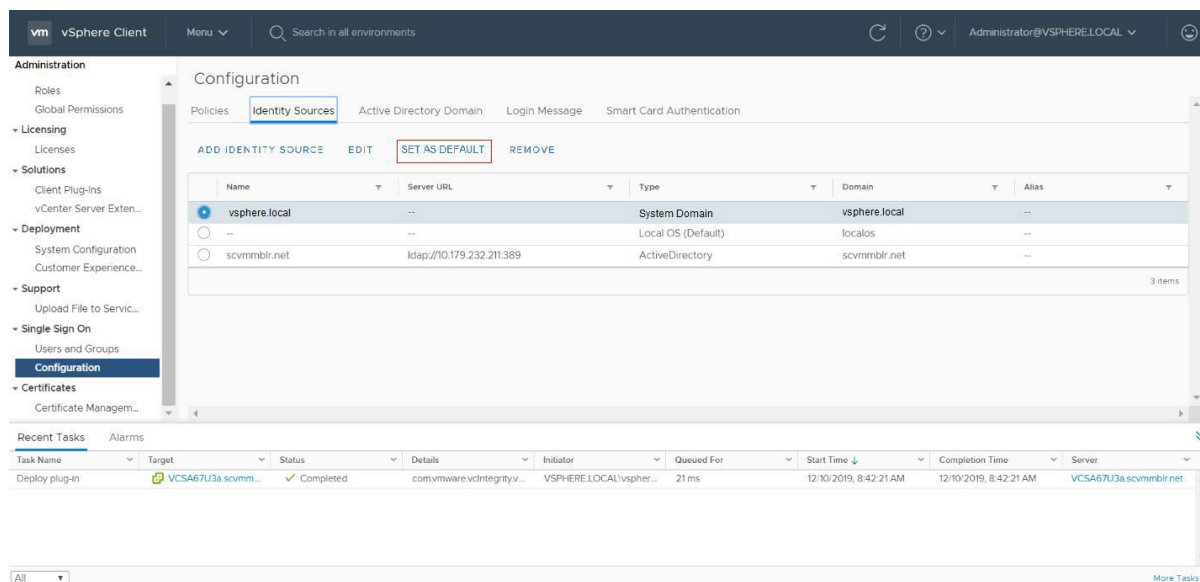 vm vSphere Client Menu Search in all environments Administrator@VSPHERE.LOCAL
Administration
Roles
Global Permissions
Licensing
Licenses
Solutions
Client Plug-Ins
vCenter Server Exten...
Deployment
System Configuration
Customer Experience...
Support
Upload File to Servic...
Single Sign On
Users and Groups
Configuration
Certificates
Certificate Managem...
Configuration
Policies Identity Sources Active Directory Domain Login Message Smart Card Authentication
ADD IDENTITY SOURCE EDIT SET AS DEFAULT REMOVE
Name Server URL Type Domain Alias
vsphere.local -- System Domain vsphere.local --
-- -- Local OS (Default) localos --
scvmmblr.net ldap://10.179.232.211:389 ActiveDirectory scvmmblr.net --
3 items
Recent Tasks Alarms
Task Name Target Status Details Initiator Queued For Start Time Completion Time Server
Deploy plug-in VCSA67U3a.scvmm... Completed com.vmware.vcIntegrity.v... VSPHERE.LOCAL\vspher... 21 ms 12/10/2019, 8:42:21 AM 12/10/2019, 8:42:21 AM VCSA67U3a.scvmmblr.net
All More Tasks